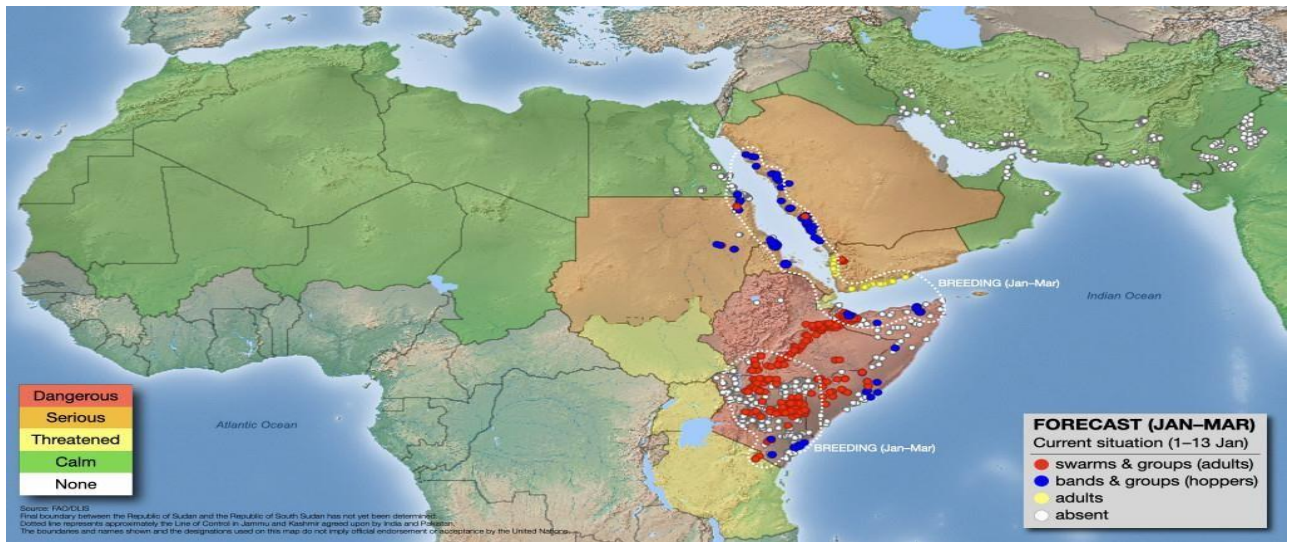 BREEDING (Jan–Mar)
Indian Ocean
Dangerous
Serious
Threatened
Calm
None
Atlantic Ocean
BREEDING (Jan–Mar)
FORECAST (JAN–MAR)
Current situation (1–13 Jan)
swarms & groups (adults)
bands & groups (hoppers)
adults
absent
Source: FAO/DLIS
Final boundary between the Republic of Sudan and the Republic of South Sudan has not yet been determined.
Dotted line represents approximately the Line of Control in Jammu and Kashmir agreed upon by India and Pakistan.
The boundaries and names shown and the designations used on this map do not imply official endorsement or acceptance by the United Nations.